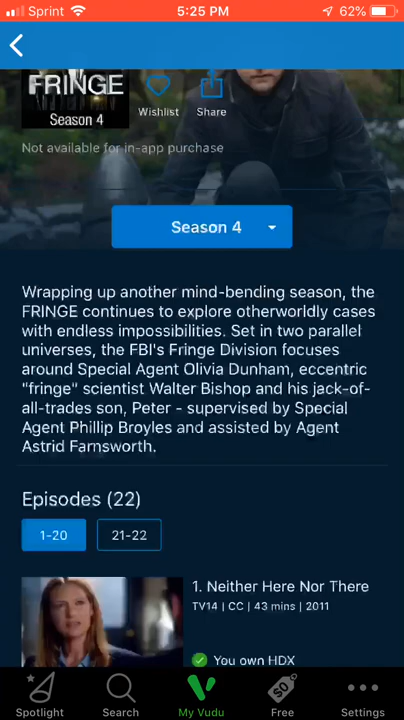 Sprint 5:25 PM 62%
FRINGE
Season 4
Wishlist Share
Not available for in-app purchase
Season 4
Wrapping up another mind-bending season, the
FRINGE continues to explore otherworldly cases
with endless impossibilities. Set in two parallel
universes, the FBI's Fringe Division focuses
around Special Agent Olivia Dunham, eccentric
"fringe" scientist Walter Bishop and his jack-of-
all-trades son, Peter - supervised by Special
Agent Phillip Broyles and assisted by Agent
Astrid Farnsworth.
Episodes (22)
1-20 21-22
1. Neither Here Nor There
TV14 | CC | 43 mins | 2011
You own HDX
$0
Spotlight Search My Vudu Free Settings